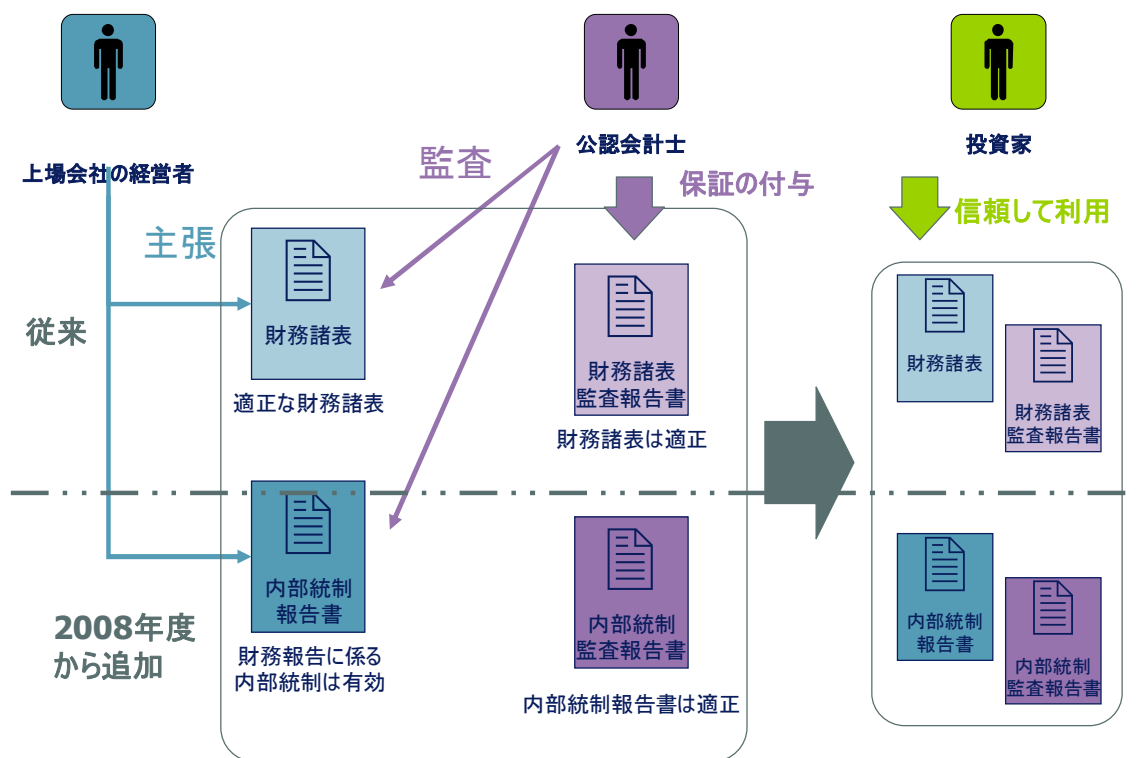 上場会社の経営者
公認会計士
投資家
監査
保証の付与
信頼して利用
主張
従来
財務諸表
適正な財務諸表
財務諸表
監査報告書
財務諸表は適正
財務諸表
財務諸表
監査報告書
2008年度
から追加
内部統制
報告書
財務報告に係る
内部統制は有効
内部統制
監査報告書
内部統制報告書は適正
内部統制
報告書
内部統制
監査報告書